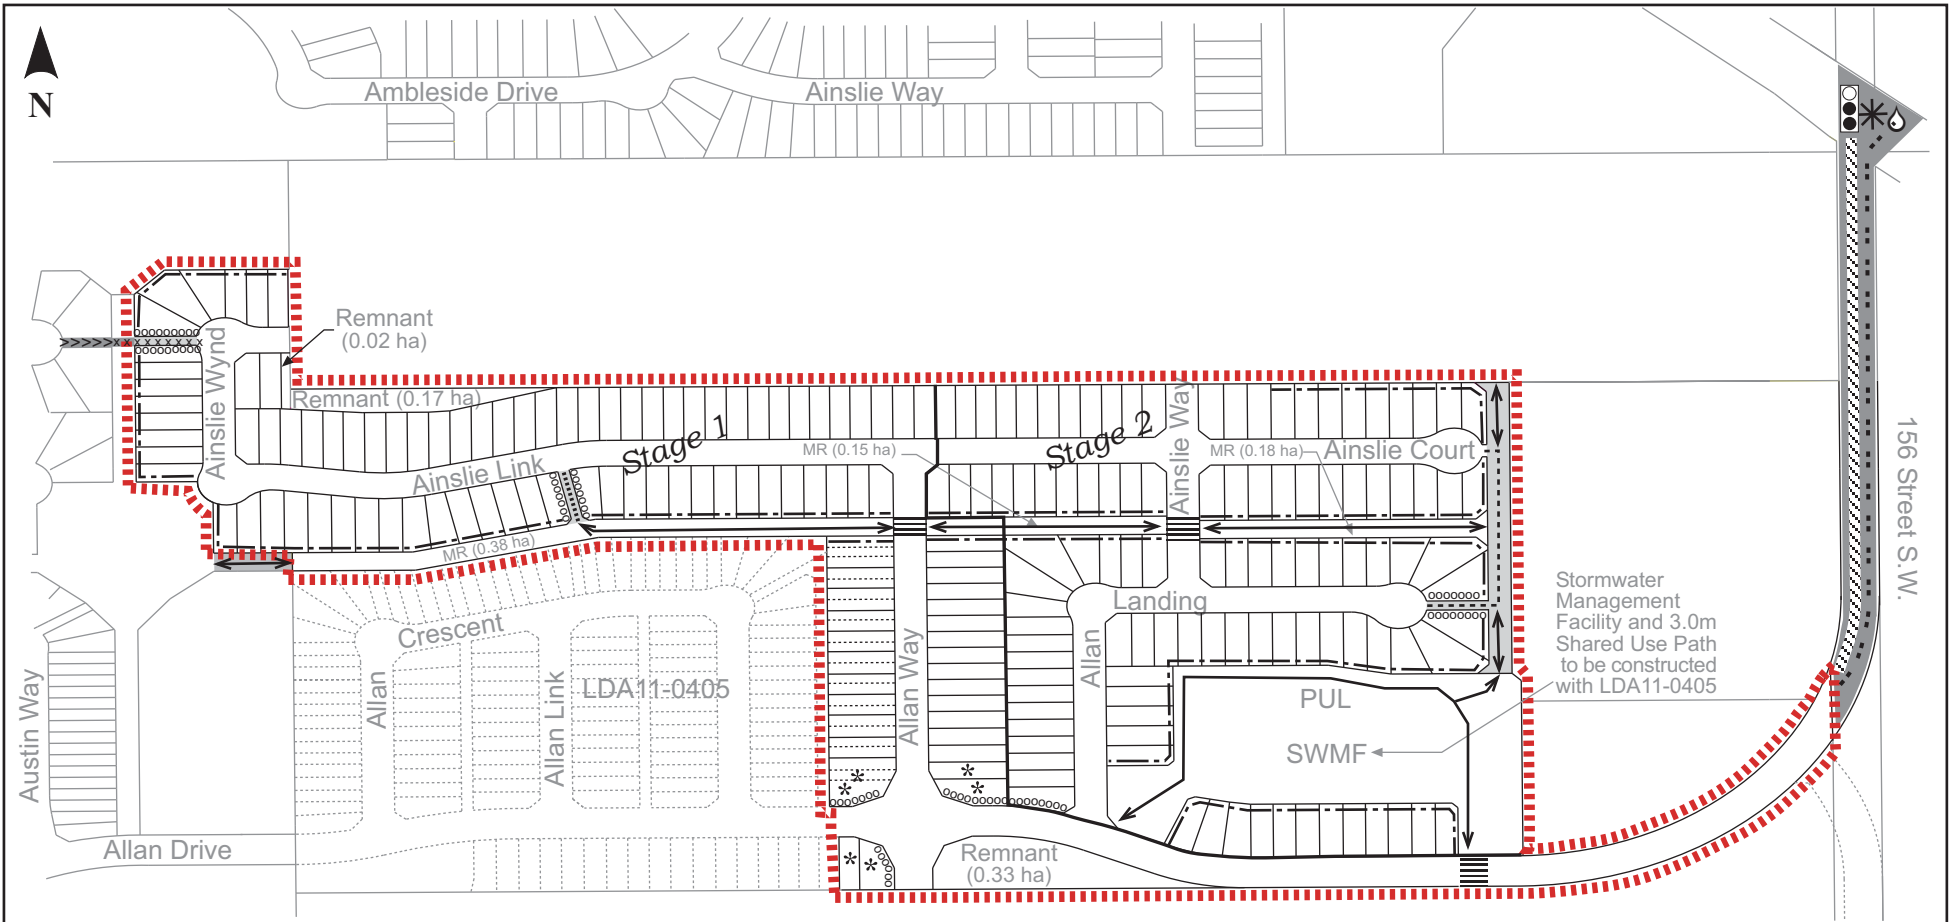 N
Ambleside Drive
Ainslie Way
Remnant
(0.02 ha)
Ainslie Wynd
Remnant (0.17 ha)
Ainslie Link
Stage 1
MR (0.15 ha)
Stage 2
Ainslie Way
MR (0.18 ha)
Ainslie Court
156 Street S.W.
MR (0.38 ha)
Crescent
Allan
Allan Link
LDA11-0405
Allan Way
Allan
Landing
Stormwater
Management
Facility and 3.0m
Shared Use Path
to be constructed
with LDA11-0405
PUL
SWMF
Austin Way
Allan Drive
Remnant
(0.33 ha)